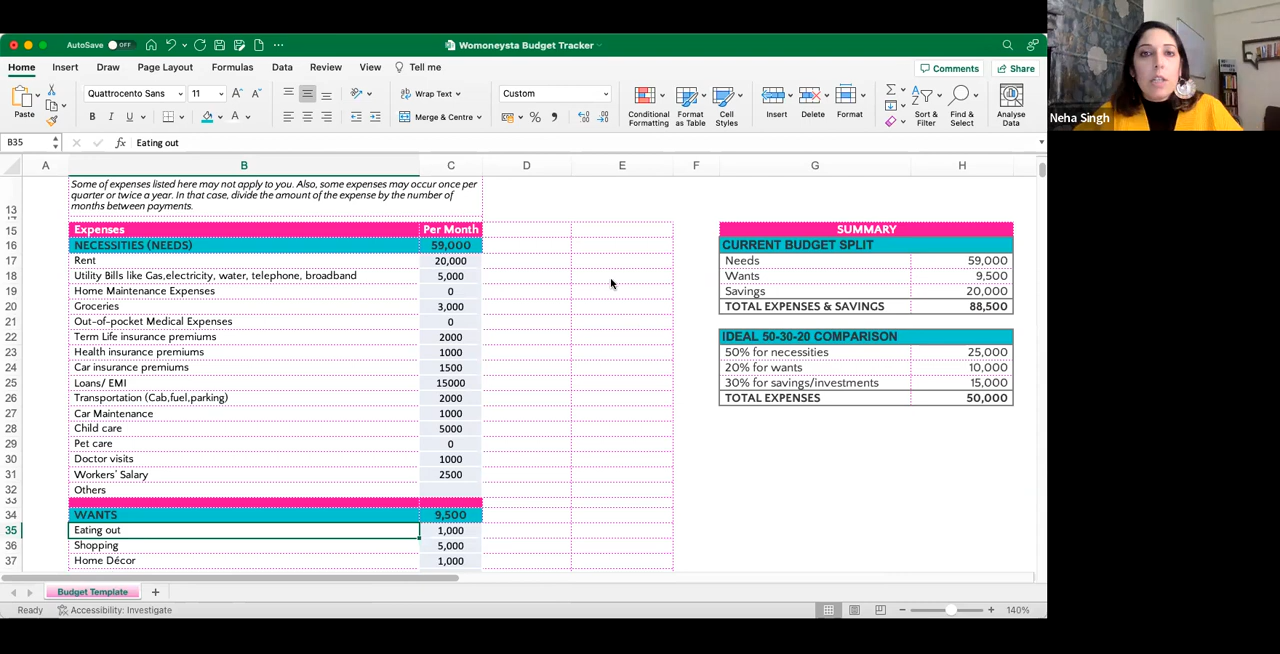 AutoSave OFF
Womoneysta Budget Tracker
Home Insert Draw Page Layout Formulas Data Review View Tell me
Comments Share
Paste
Quattrocento Sans 11
Wrap Text
Merge & Centre
Custom
Conditional Formatting
Format as Table
Cell Styles
Insert Delete Format
Sort & Filter
Find & Select
Analyse Data
B35 fx Eating out
A B C D E F G H
13 Some of expenses listed here may not apply to you. Also, some expenses may occur once per
quarter or twice a year. In that case, divide the amount of the expense by the number of
months between payments.
15 Expenses Per Month
16 NECESSITIES (NEEDS) 59,000
17 Rent 20,000
18 Utility Bills like Gas,electricity, water, telephone, broadband 5,000
19 Home Maintenance Expenses 0
20 Groceries 3,000
21 Out-of-pocket Medical Expenses 0
22 Term Life insurance premiums 2000
23 Health insurance premiums 1000
24 Car insurance premiums 1500
25 Loans/ EMI 15000
26 Transportation (Cab,fuel,parking) 2000
27 Car Maintenance 1000
28 Child care 5000
29 Pet care 0
30 Doctor visits 1000
31 Workers' Salary 2500
32 Others
33
34 WANTS 9,500
35 Eating out 1,000
36 Shopping 5,000
37 Home Décor 1,000
SUMMARY
CURRENT BUDGET SPLIT
Needs 59,000
Wants 9,500
Savings 20,000
TOTAL EXPENSES & SAVINGS 88,500
IDEAL 50-30-20 COMPARISON
50% for necessities 25,000
20% for wants 10,000
30% for savings/investments 15,000
TOTAL EXPENSES 50,000
Budget Template
Ready Accessibility: Investigate
140%
Neha Singh